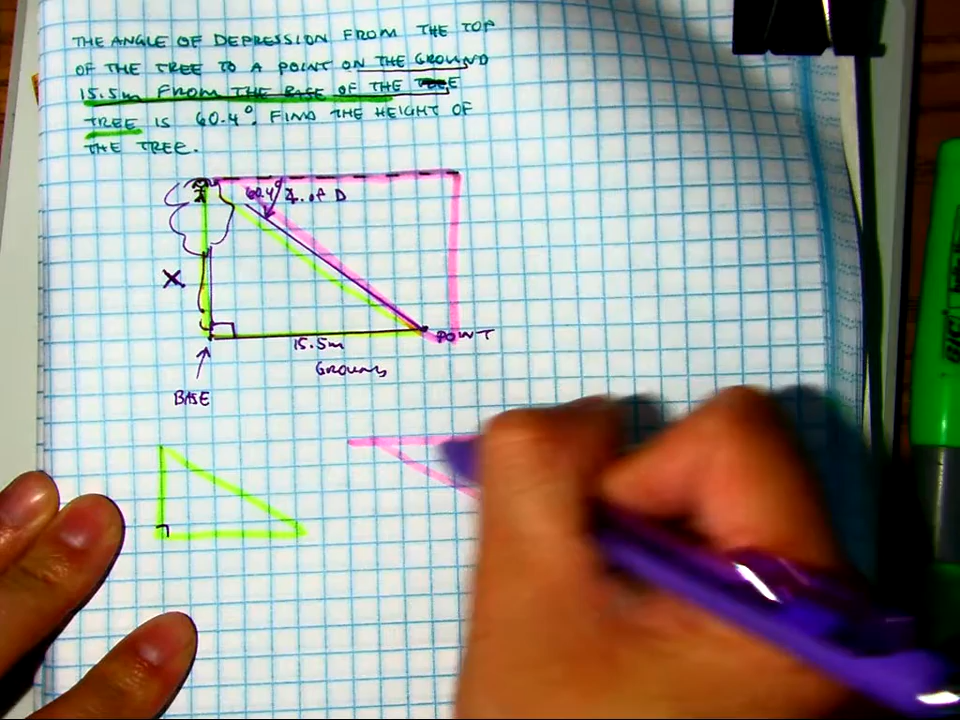 THE ANGLE OF DEPRESSION FROM THE TOP
OF THE TREE TO A POINT ON THE GROUND
15.5m FROM THE BASE OF THE
TREE IS 60.4°. FIND THE HEIGHT OF
THE TREE.
60.4° ∠. of D
X
POINT
15.5m
GROUND
BASE